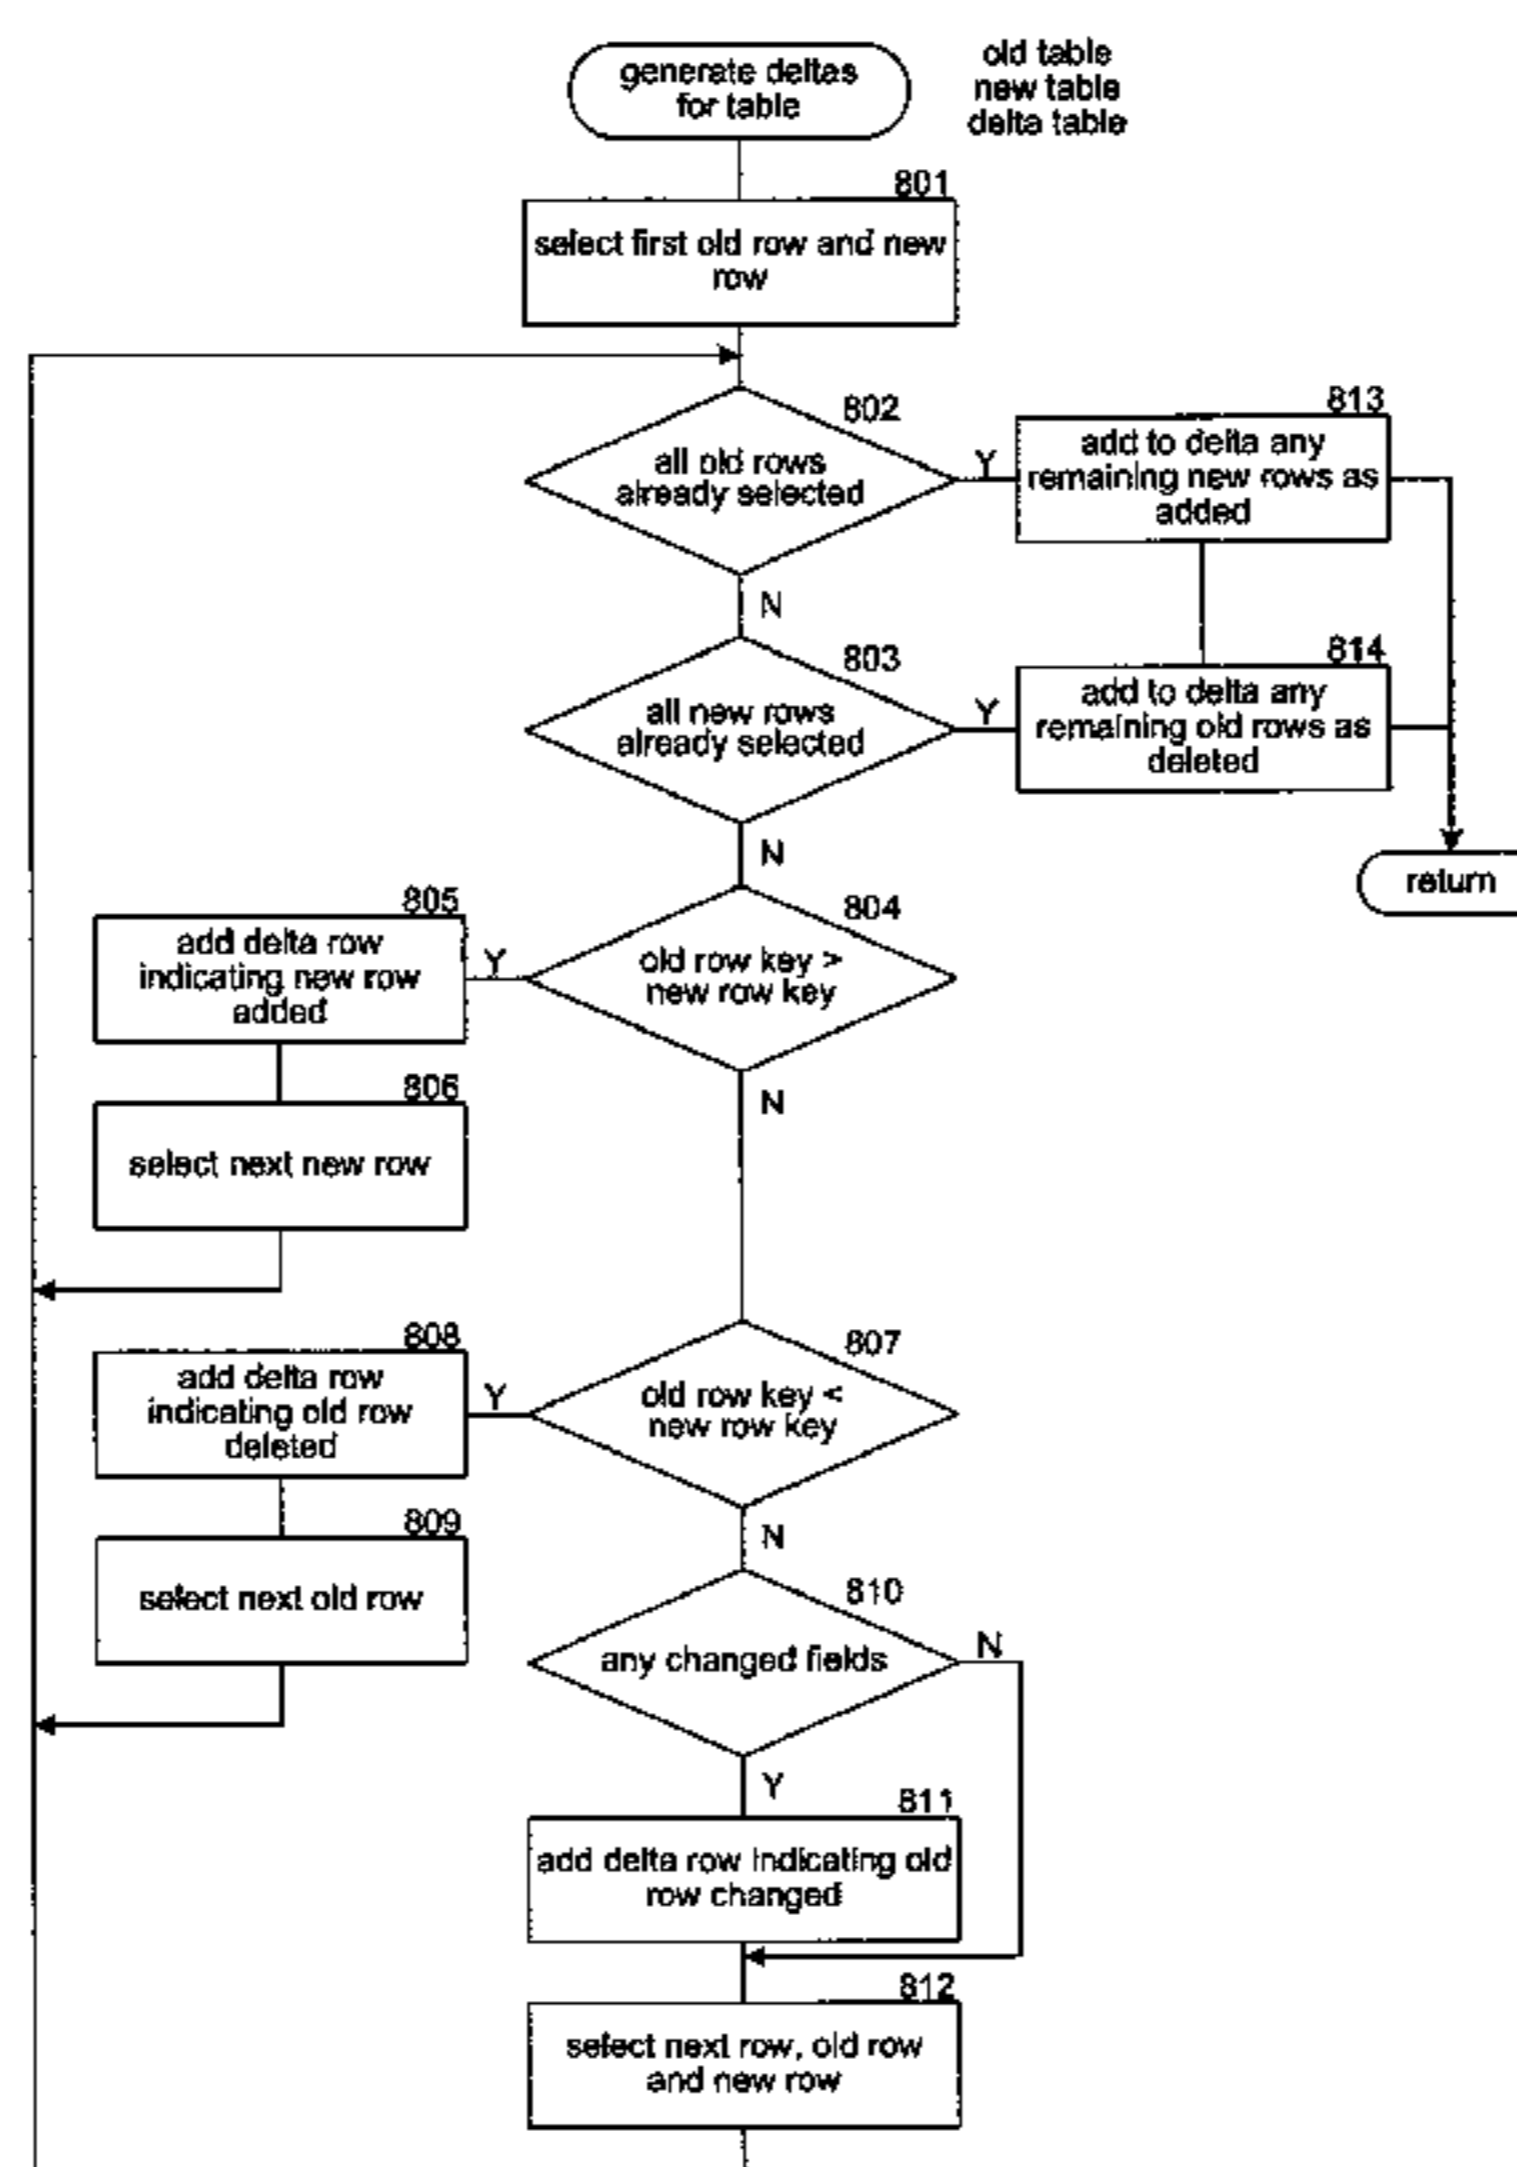 generate deltas
for table
old table
new table
delta table
801
select first old row and new
row
802
all old rows
already selected
Y
N
813
add to delta any
remaining new rows as
added
803
all new rows
already selected
Y
N
814
add to delta any
remaining old rows as
deleted
return
804
old row key >
new row key
Y
N
805
add delta row
indicating new row
added
806
select next new row
807
old row key <
new row key
Y
N
808
add delta row
indicating old row
deleted
809
select next old row
810
any changed fields
N
Y
811
add delta row indicating old
row changed
812
select next row, old row
and new row